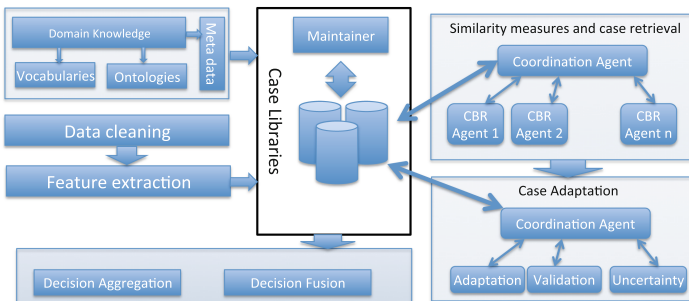 Domain Knowledge
Vocabularies
Ontologies
Meta data
Data cleaning
Feature extraction
Case Libraries
Maintainer
Similarity measures and case retrieval
Coordination Agent
CBR
Agent 1
CBR
Agent 2
CBR
Agent n
Case Adaptation
Coordination Agent
Adaptation
Validation
Uncertainty
Decision Aggregation
Decision Fusion